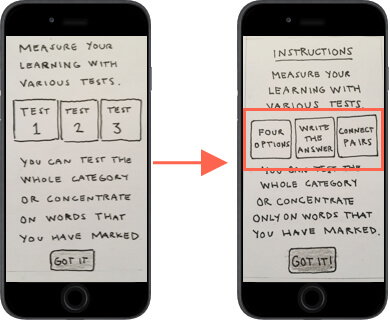 MEASURE YOUR
LEARNING WITH
VARIOUS TESTS.
TEST 1
TEST 2
TEST 3
YOU CAN TEST THE
WHOLE CATEGORY
OR CONCENTRATE
ON WORDS THAT
YOU HAVE MARKED
GOT IT
INSTRUCTIONS
MEASURE YOUR
LEARNING WITH
VARIOUS TESTS.
FOUR OPTIONS
WRITE THE ANSWER
CONNECT PAIRS
YOU CAN TEST THE
WHOLE CATEGORY
OR CONCENTRATE
ONLY ON WORDS THAT
YOU HAVE MARKED.
GOT IT!